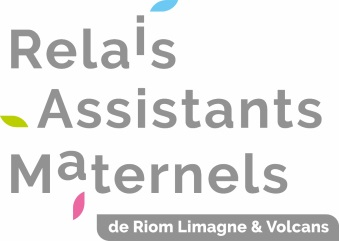 Relais
Assistants
Maternels
de Riom Limagne & Volcans